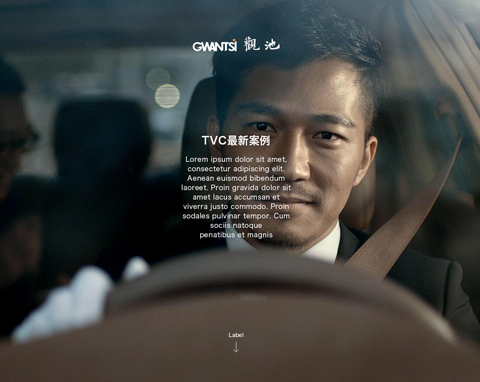 GWANTSI 觀池
TVC最新案例
Lorem ipsum dolor sit amet,
consectetur adipiscing elit.
Aenean euismod bibendum
laoreet. Proin gravida dolor sit
amet lacus accumsan et
viverra justo commodo. Proin
sodales pulvinar tempor. Cum
sociis natoque
penatibus et magnis
Label